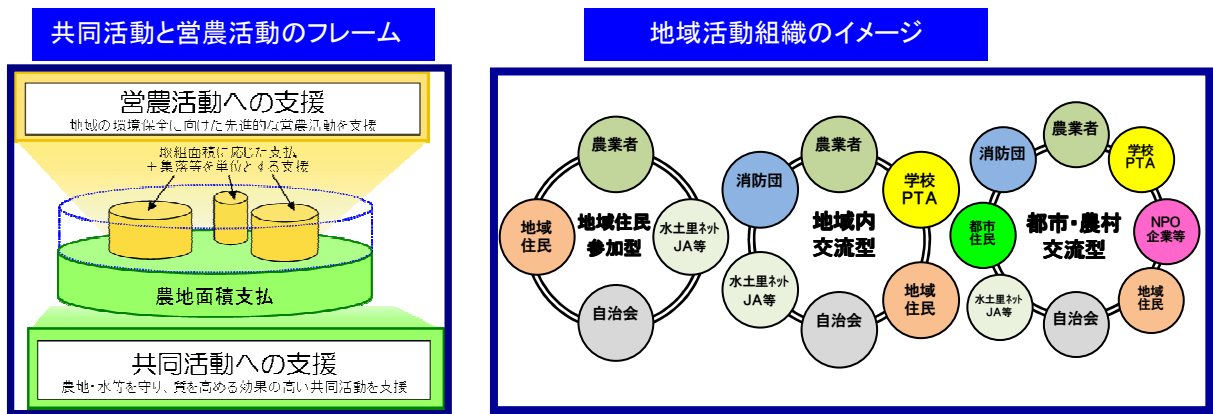 共同活動と営農活動のフレーム
営農活動への支援
地域の環境保全に向けた先進的な営農活動を支援
取組面積に応じた支払
＋集落等を単位とする支援
農地面積支払
共同活動への支援
農地・水等を守り、質を高める効果の高い共同活動を支援
地域活動組織のイメージ
農業者
地域
住民
地域住民
参加型
水土里ネット
JA等
自治会
農業者
消防団
学校
PTA
地域内
交流型
水土里ネット
JA等
地域
住民
自治会
農業者
消防団
学校
PTA
都市
住民
都市・農村
交流型
NPO
企業等
水土里ネット
JA等
地域
住民
自治会